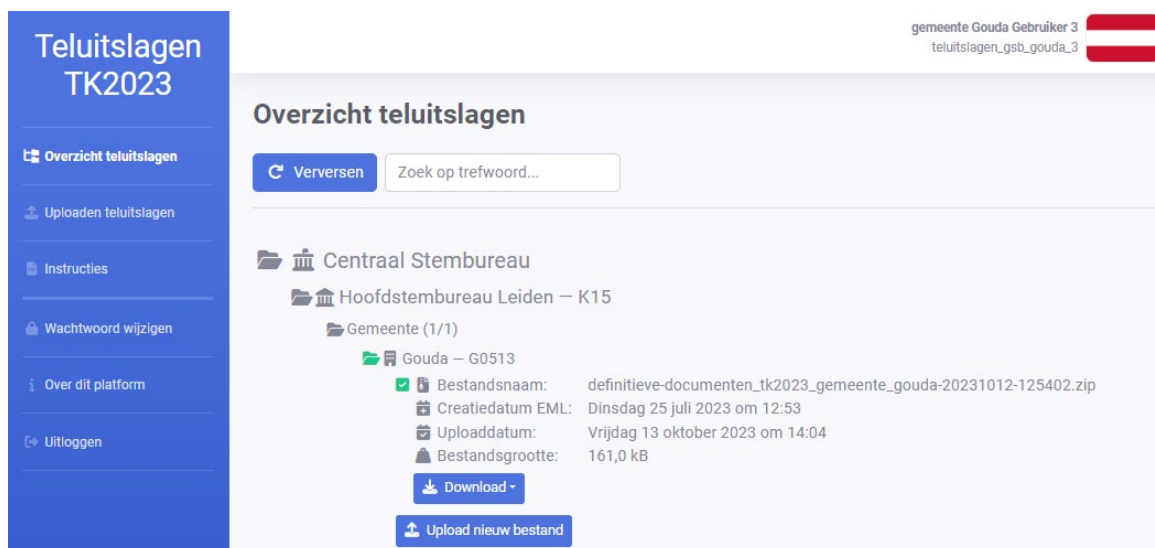 Teluitslagen
TK2023
Overzicht teluitslagen
Uploaden teluitslagen
Instructies
Wachtwoord wijzigen
Over dit platform
Uitloggen
gemeente Gouda Gebruiker 3
teluitslagen_gsb_gouda_3
Overzicht teluitslagen
Verversen Zoek op trefwoord...
Centraal Stembureau
Hoofdstembureau Leiden — K15
Gemeente (1/1)
Gouda — G0513
Bestandsnaam: definitieve-documenten_tk2023_gemeente_gouda-20231012-125402.zip
Creatiedatum EML: Dinsdag 25 juli 2023 om 12:53
Uploaddatum: Vrijdag 13 oktober 2023 om 14:04
Bestandsgrootte: 161,0 kB
Download
Upload nieuw bestand